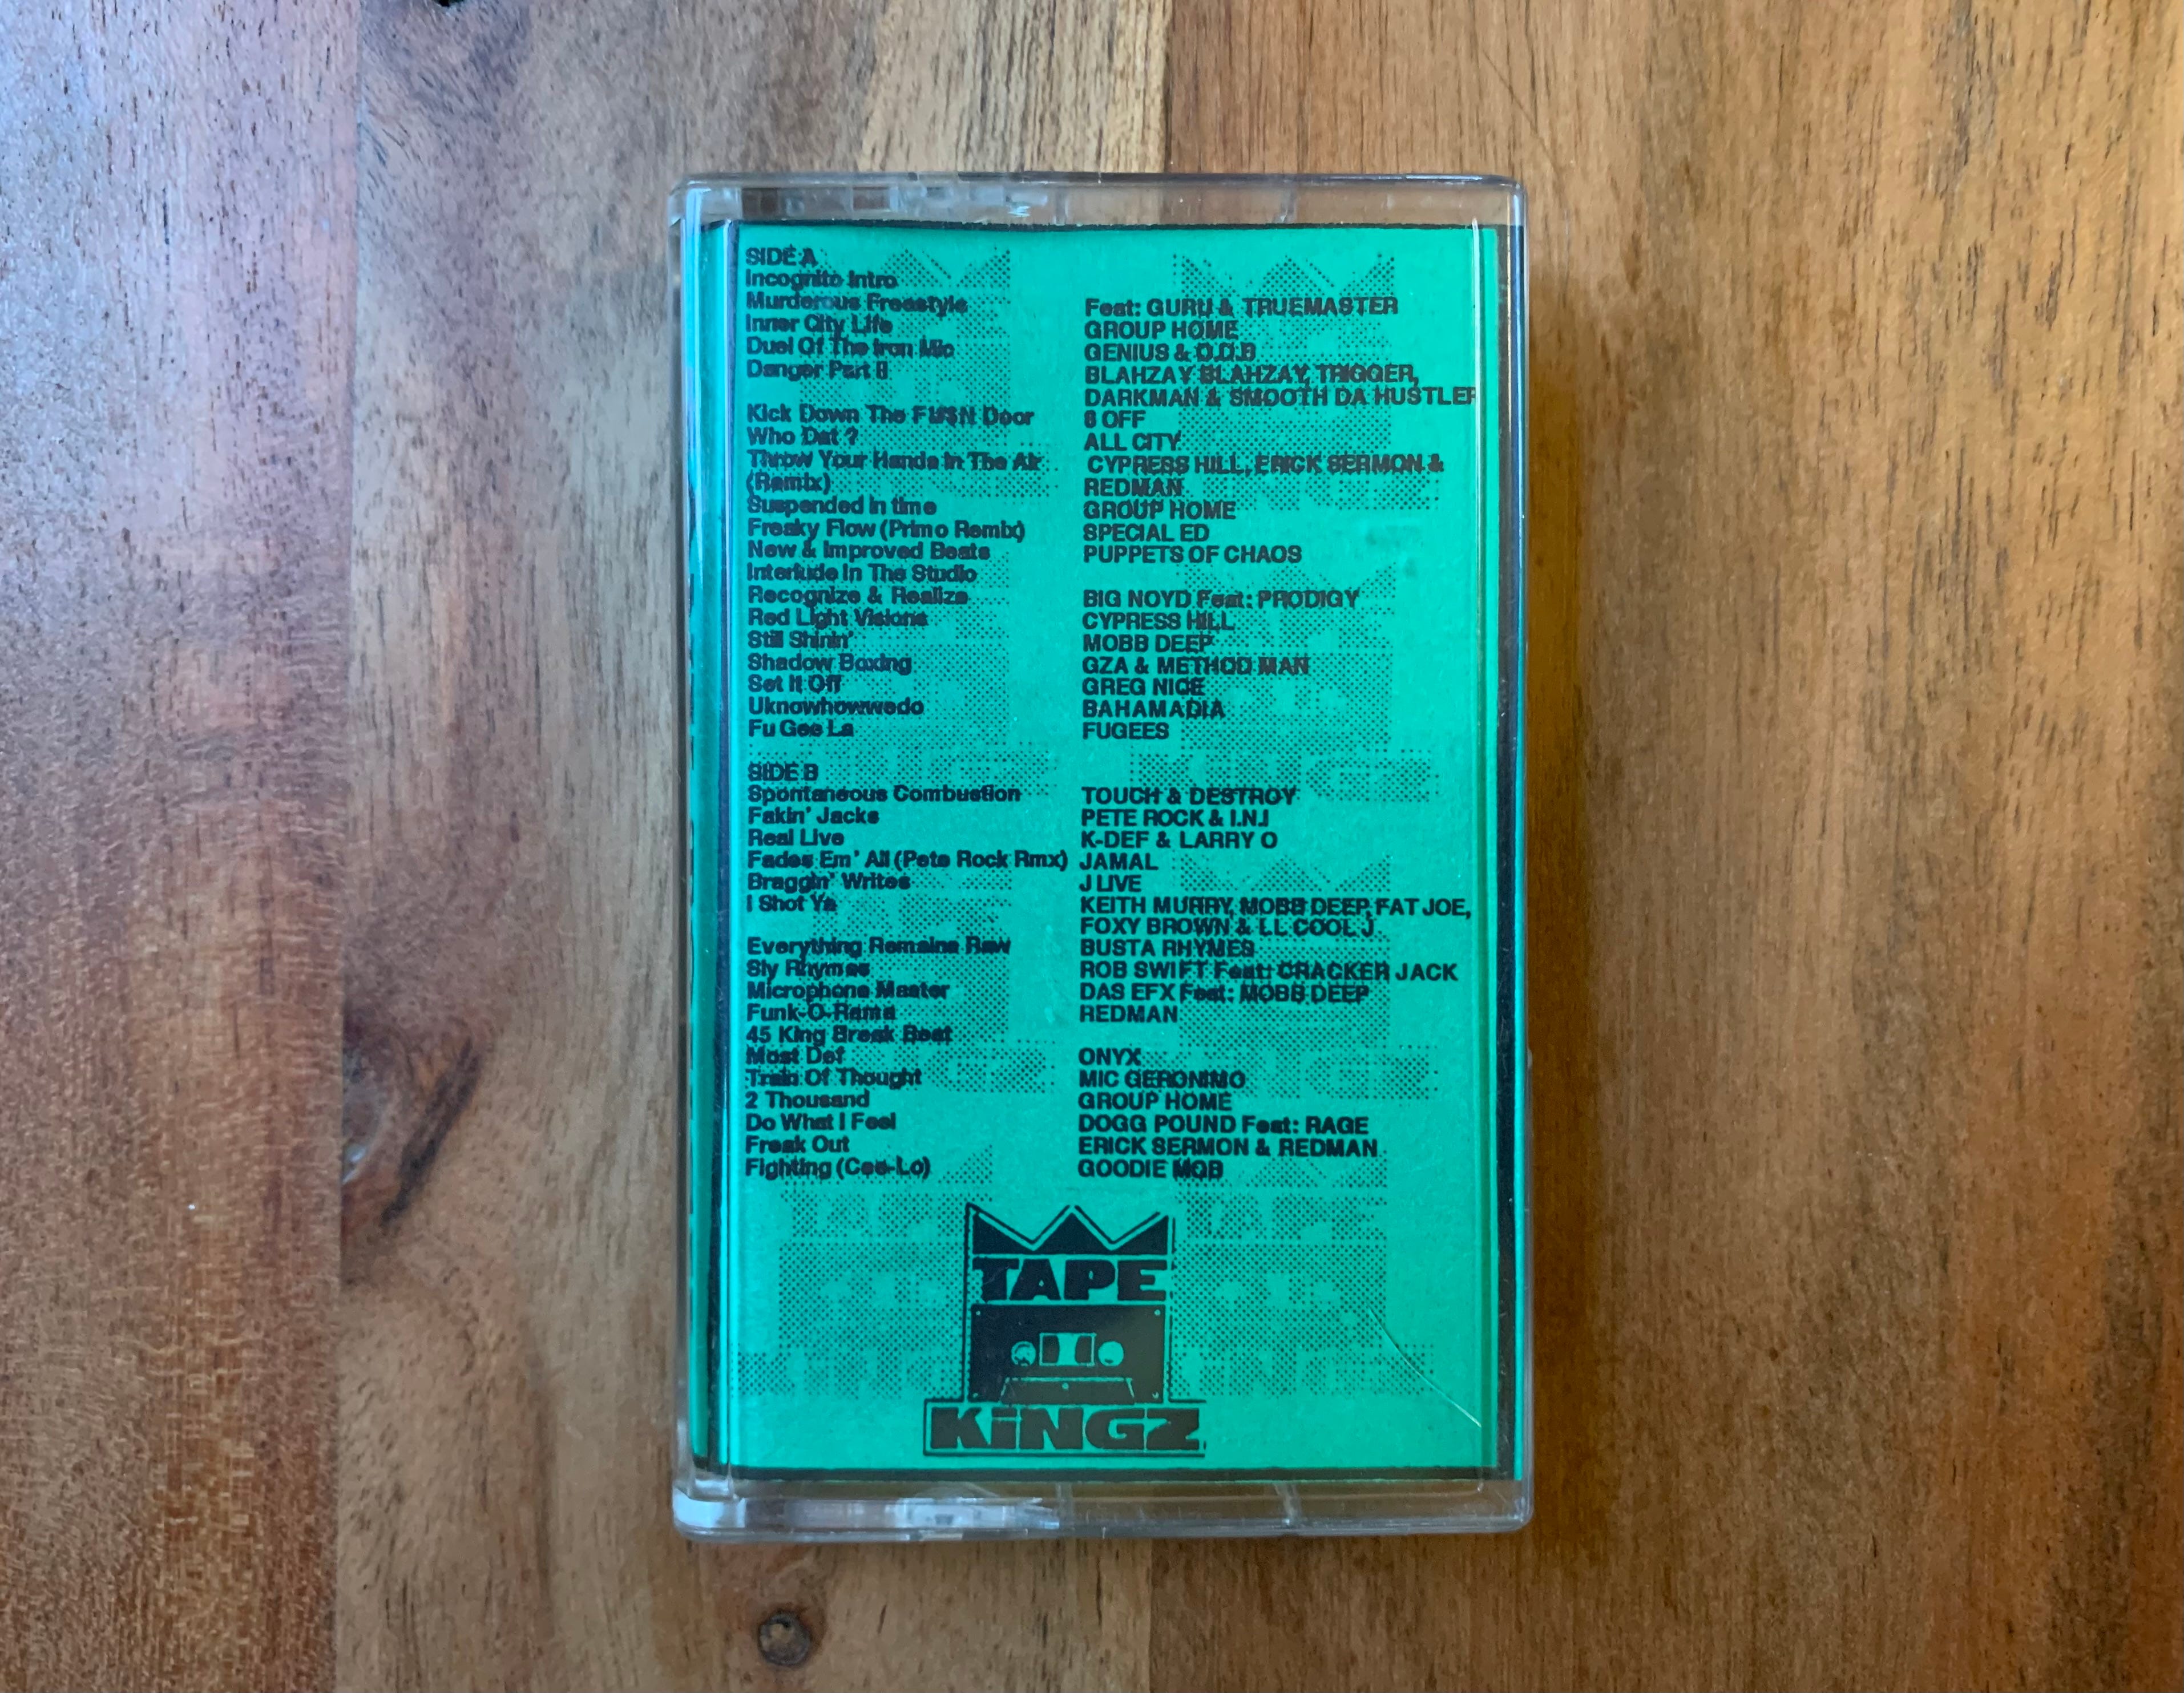 SIDE A
Incognito Intro
Murderous Freestyle Feat: GURU & TRUEMASTER
Inner City Life GROUP HOME
Duel Of The Iron Mic GENIUS & O.D.B
Danger Part II BLAHZAY BLAHZAY, TRIGGER,
DARKMAN & SMOOTH DA HUSTLER
Kick Down The F!#$N Door 6 OFF
Who Dat ? ALL CITY
Throw Your Hands In The Air CYPRESS HILL, ERICK SERMON &
(Remix) REDMAN
Suspended in time GROUP HOME
Freaky Flow (Primo Remix) SPECIAL ED
New & Improved Beats PUPPETS OF CHAOS
Interlude In The Studio
Recognize & Realize BIG NOYD Feat: PRODIGY
Red Light Visions CYPRESS HILL
Still Shinin' MOBB DEEP
Shadow Boxing GZA & METHOD MAN
Set It Off GREG NICE
Uknowhowwedo BAHAMADIA
Fu Gee La FUGEES
SIDE B
Spontaneous Combustion TOUCH & DESTROY
Fakin' Jacks PETE ROCK & I.N.I
Real Live K-DEF & LARRY O
Fades Em' All (Pete Rock Rmx) JAMAL
Braggin' Writes J LIVE
I Shot Ya KEITH MURRY, MOBB DEEP, FAT JOE,
FOXY BROWN & LL COOL J
Everything Remains Raw BUSTA RHYMES
Sly Rhymes ROB SWIFT Feat: CRACKER JACK
Microphone Master DAS EFX Feat: MOBB DEEP
Funk-O-Rama REDMAN
45 King Break Beat
Most Def ONYX
Train Of Thought MIC GERONIMO
2 Thousand GROUP HOME
Do What I Feel DOGG POUND Feat: RAGE
Freak Out ERICK SERMON & REDMAN
Fighting (Cee-Lo) GOODIE MOB
TAPE
KiNGZ